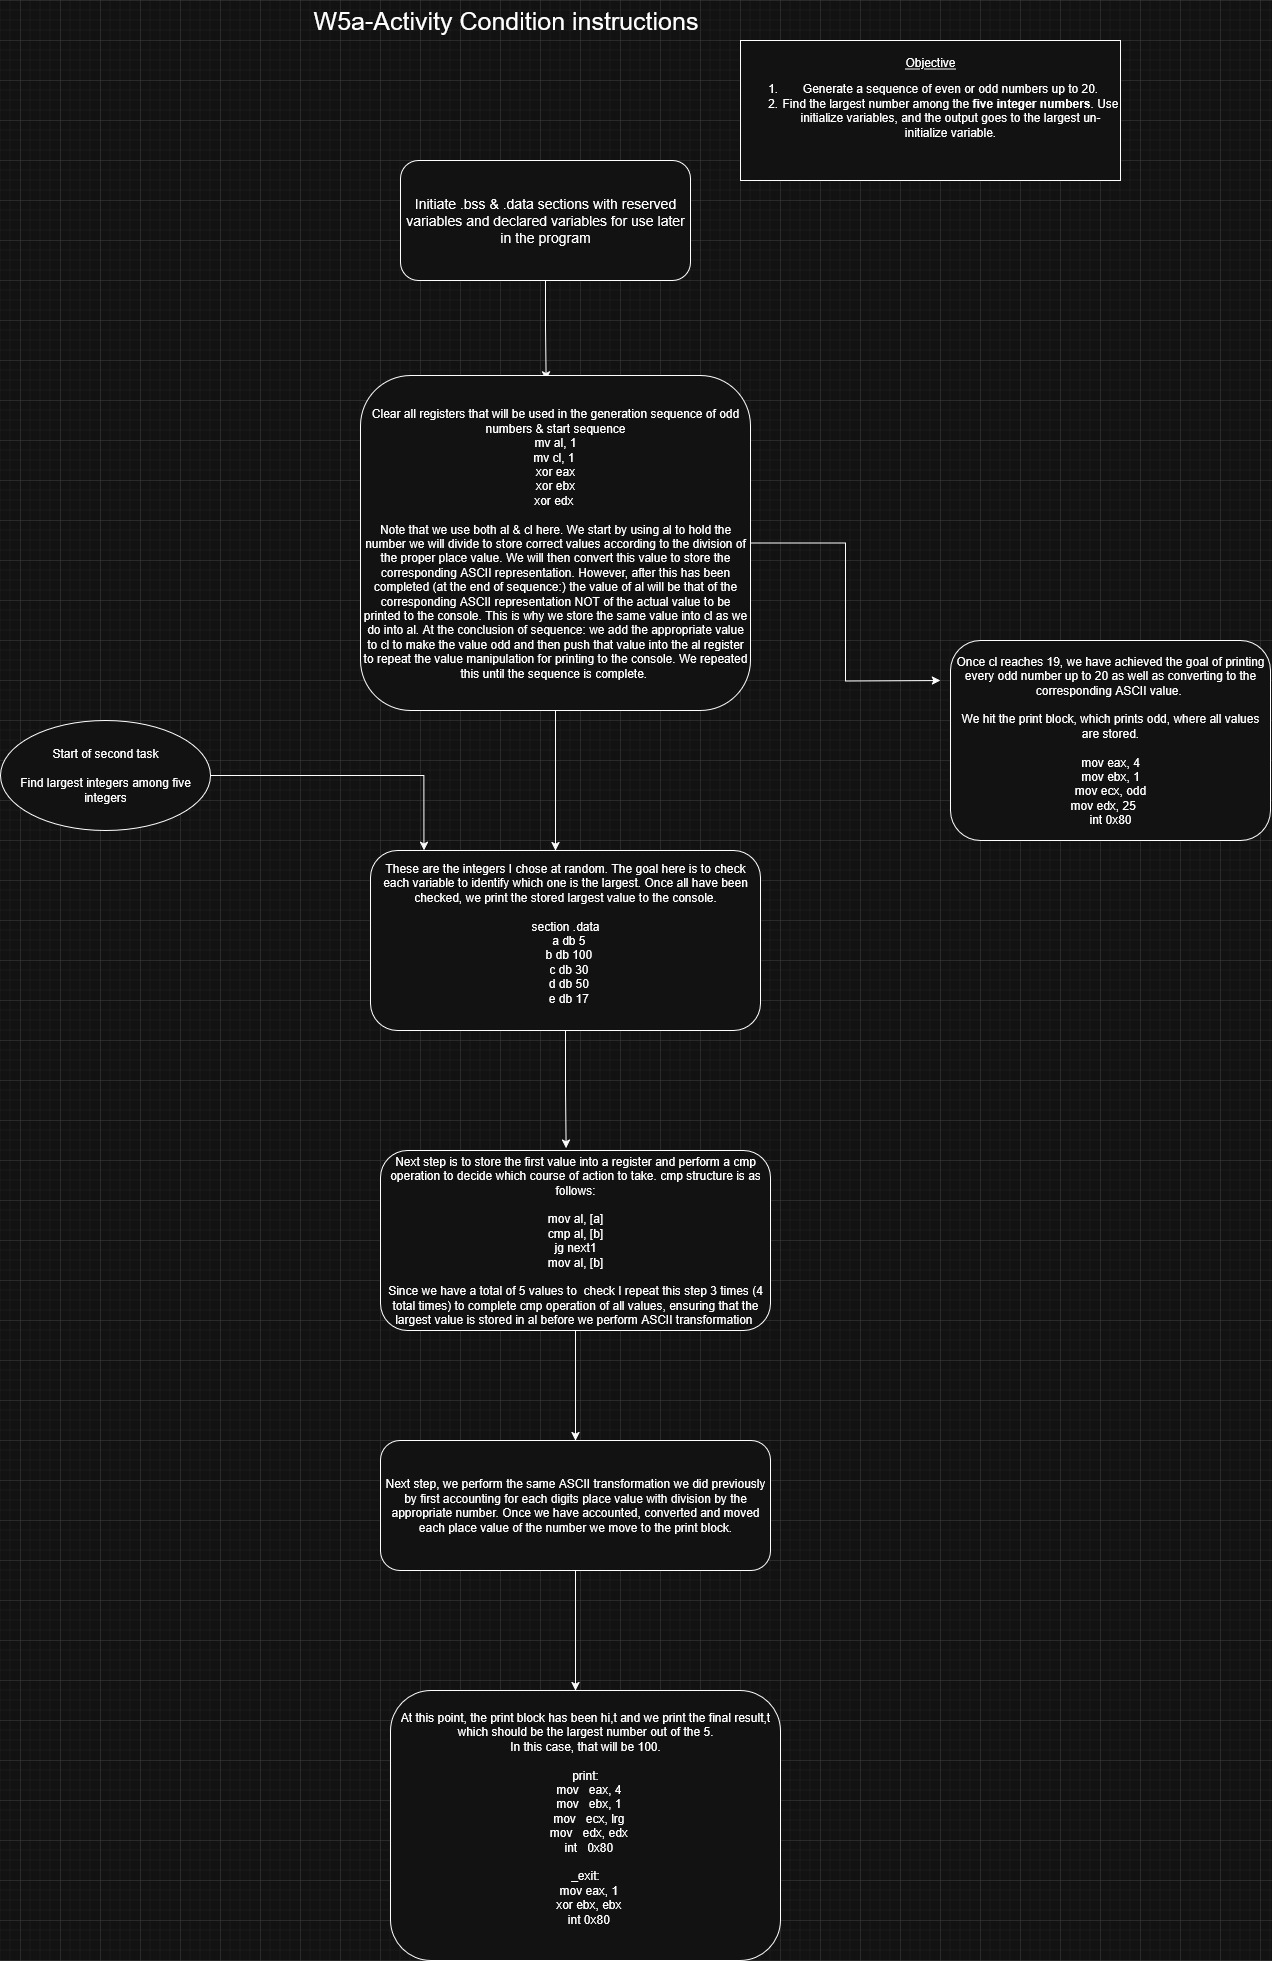 W5a-Activity Condition instructions
Objective
1. Generate a sequence of even or odd numbers up to 20.
2. Find the largest number among the five integer numbers. Use
initialize variables, and the output goes to the largest un-
initialize variable.
Initiate .bss & .data sections with reserved
variables and declared variables for use later
in the program
Clear all registers that will be used in the generation sequence of odd
numbers & start sequence
mv al, 1
mv cl, 1
xor eax
xor ebx
xor edx
Note that we use both al & cl here. We start by using al to hold the
number we will divide to store correct values according to the division of
the proper place value. We will then convert this value to store the
corresponding ASCII representation. However, after this has been
completed (at the end of sequence:) the value of al will be that of the
corresponding ASCII representation NOT of the actual value to be
printed to the console. This is why we store the same value into cl as we
do into al. At the conclusion of sequence: we add the appropriate value
to cl to make the value odd and then push that value into the al register
to repeat the value manipulation for printing to the console. We repeated
this until the sequence is complete.
Once cl reaches 19, we have achieved the goal of printing
every odd number up to 20 as well as converting to the
corresponding ASCII value.
We hit the print block, which prints odd, where all values
are stored.
mov eax, 4
mov ebx, 1
mov ecx, odd
mov edx, 25
int 0x80
Start of second task
Find largest integers among five
integers
These are the integers I chose at random. The goal here is to check
each variable to identify which one is the largest. Once all have been
checked, we print the stored largest value to the console.
section .data
a db 5
b db 100
c db 30
d db 50
e db 17
Next step is to store the first value into a register and perform a cmp
operation to decide which course of action to take. cmp structure is as
follows:
mov al, [a]
cmp al, [b]
jg next1
mov al, [b]
Since we have a total of 5 values to check I repeat this step 3 times (4
total times) to complete cmp operation of all values, ensuring that the
largest value is stored in al before we perform ASCII transformation
Next step, we perform the same ASCII transformation we did previously
by first accounting for each digits place value with division by the
appropriate number. Once we have accounted, converted and moved
each place value of the number we move to the print block.
At this point, the print block has been hi,t and we print the final result,t
which should be the largest number out of the 5.
In this case, that will be 100.
print:
mov eax, 4
mov ebx, 1
mov ecx, lrg
mov edx, edx
int 0x80
_exit:
mov eax, 1
xor ebx, ebx
int 0x80